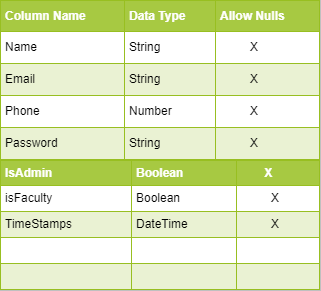 Column Name Data Type Allow Nulls
Name String X
Email String X
Phone Number X
Password String X
IsAdmin Boolean X
isFaculty Boolean X
TimeStamps DateTime X